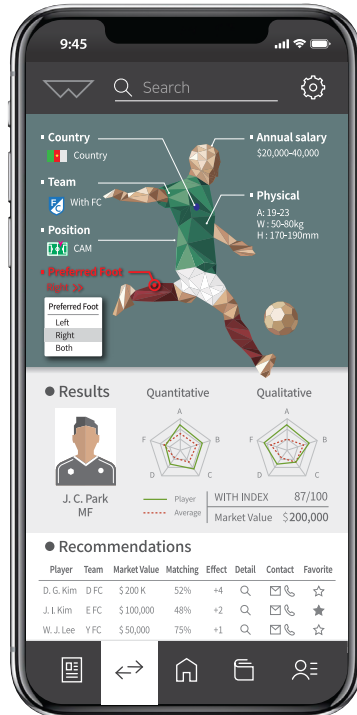 9:45
Search
Country
Country
Team
FC
With FC
Position
CAM
Preferred Foot
Right >>
Preferred Foot
Left
Right
Both
Annual salary
$20,000-40,000
Physical
A: 19-23
W : 50-80kg
H : 170-190mm
Results
Quantitative
Qualitative
A
B
C
D
F
A
B
C
D
F
J. C. Park
MF
Player
Average
WITH INDEX 87/100
Market Value $200,000
Recommendations
Player Team Market Value Matching Effect Detail Contact Favorite
D. G. Kim D FC $ 200 K 52% +4
J. I. Kim E FC $ 100,000 48% +2
W. J. Lee Y FC $ 50,000 75% +1